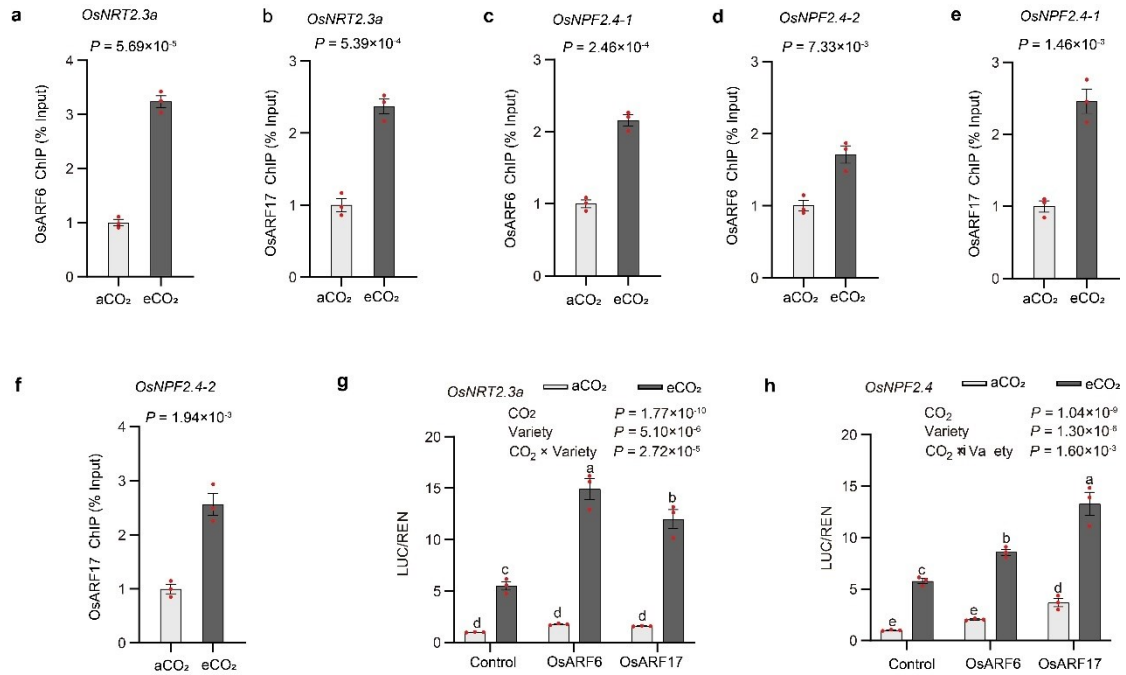 a
OsNRT2.3a
P = 5.69×10⁻⁵
OsARF6 ChIP (% Input)
4
3
2
1
0
aCO₂ eCO₂
b
OsNRT2.3a
P = 5.39×10⁻⁴
OsARF17 ChIP (% Input)
3
2
1
0
aCO₂ eCO₂
c
OsNPF2.4-1
P = 2.46×10⁻⁴
OsARF6 ChIP (% Input)
3
2
1
0
aCO₂ eCO₂
d
OsNPF2.4-2
P = 7.33×10⁻³
OsARF6 ChIP (% Input)
3
2
1
0
aCO₂ eCO₂
e
OsNPF2.4-1
P = 1.46×10⁻³
OsARF17 ChIP (% Input)
3
2
1
0
aCO₂ eCO₂
f
OsNPF2.4-2
P = 1.94×10⁻³
OsARF17 ChIP (% Input)
4
3
2
1
0
aCO₂ eCO₂
g
OsNRT2.3a aCO₂ eCO₂
CO₂ P = 1.77×10⁻¹⁰
Variety P = 5.10×10⁻⁶
CO₂ × Variety P = 2.72×10⁻⁵
LUC/REN
20
15
10
5
0
d c d a d b
Control OsARF6 OsARF17
h
OsNPF2.4 aCO₂ eCO₂
CO₂ P = 1.04×10⁻⁹
Variety P = 1.30×10⁻⁶
CO₂ Va ety P = 1.60×10⁻³
LUC/REN
20
15
10
5
0
e c e b d a
Control OsARF6 OsARF17